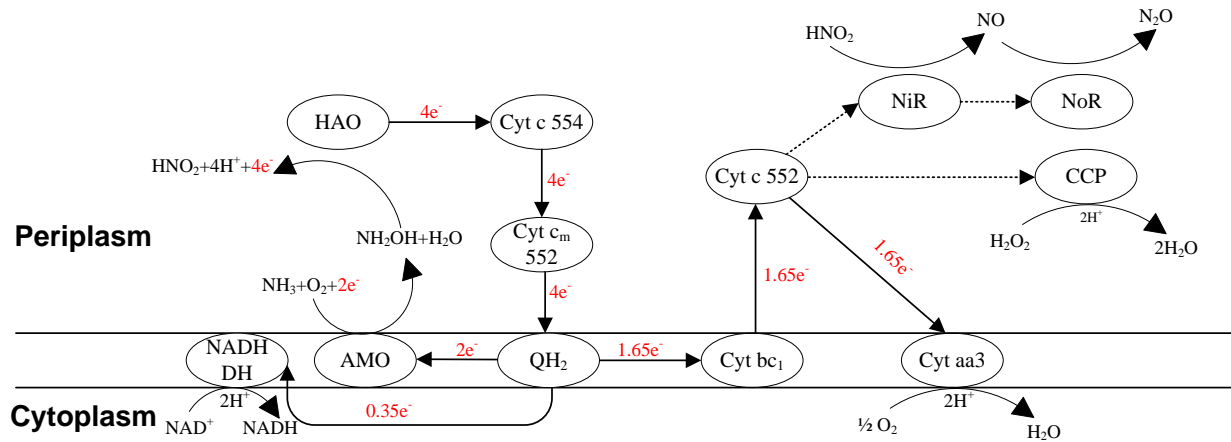 HNO₂
NO
N₂O
NiR
NoR
HAO
4e⁻
Cyt c 554
HNO₂+4H⁺+4e⁻
4e⁻
Cyt c 552
CCP
2H⁺
H₂O₂
2H₂O
Periplasm
NH₂OH+H₂O
Cyt cₘ
552
1.65e⁻
1.65e⁻
NH₃+O₂+2e⁻
4e⁻
NADH
DH
AMO
2e⁻
QH₂
1.65e⁻
Cyt bc₁
Cyt aa3
Cytoplasm
2H⁺
NAD⁺
NADH
0.35e⁻
½ O₂
2H⁺
H₂O